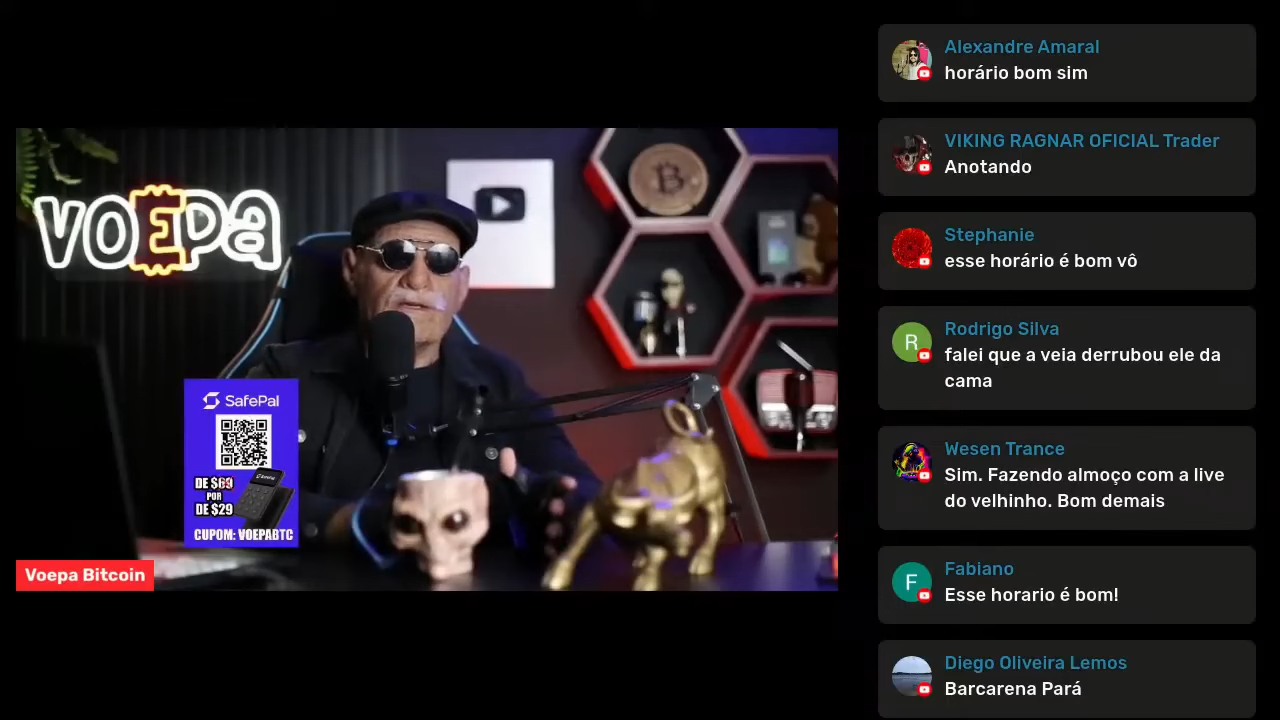 VOEPa
SafePal
DE $69
POR
DE $29
CUPOM: VOEPABTC
Voepa Bitcoin
Alexandre Amaral
horário bom sim
VIKING RAGNAR OFICIAL Trader
Anotando
Stephanie
esse horário é bom vô
R
Rodrigo Silva
falei que a veia derrubou ele da
cama
Wesen Trance
Sim. Fazendo almoço com a live
do velhinho. Bom demais
F
Fabiano
Esse horario é bom!
Diego Oliveira Lemos
Barcarena Pará